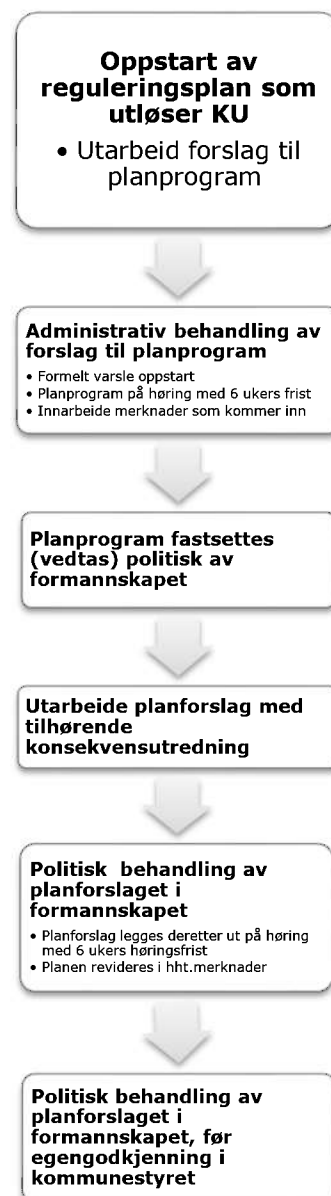 Oppstart av
reguleringsplan som
utløser KU
• Utarbeid forslag til
planprogram
Administrativ behandling av
forslag til planprogram
• Formelt varsle oppstart
• Planprogram på høring med 6 ukers frist
• Innarbeide merknader som kommer inn
Planprogram fastsettes
(vedtas) politisk av
formannskapet
Utarbeide planforslag med
tilhørende
konsekvensutredning
Politisk behandling av
planforslaget i
formannskapet
• Planforslag legges deretter ut på høring
med 6 ukers høringsfrist
• Planen revideres i hht.merknader
Politisk behandling av
planforslaget i
formannskapet, før
egengodkjenning i
kommunestyret